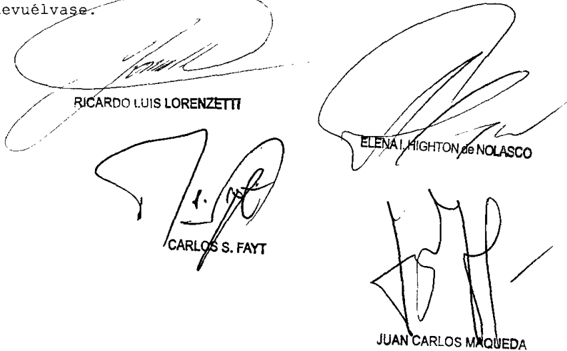 evuélvase.
RICARDO LUIS LORENZETTI
ELENA I. HIGHTON de NOLASCO
CARLOS S. FAYT
JUAN CARLOS MAQUEDA